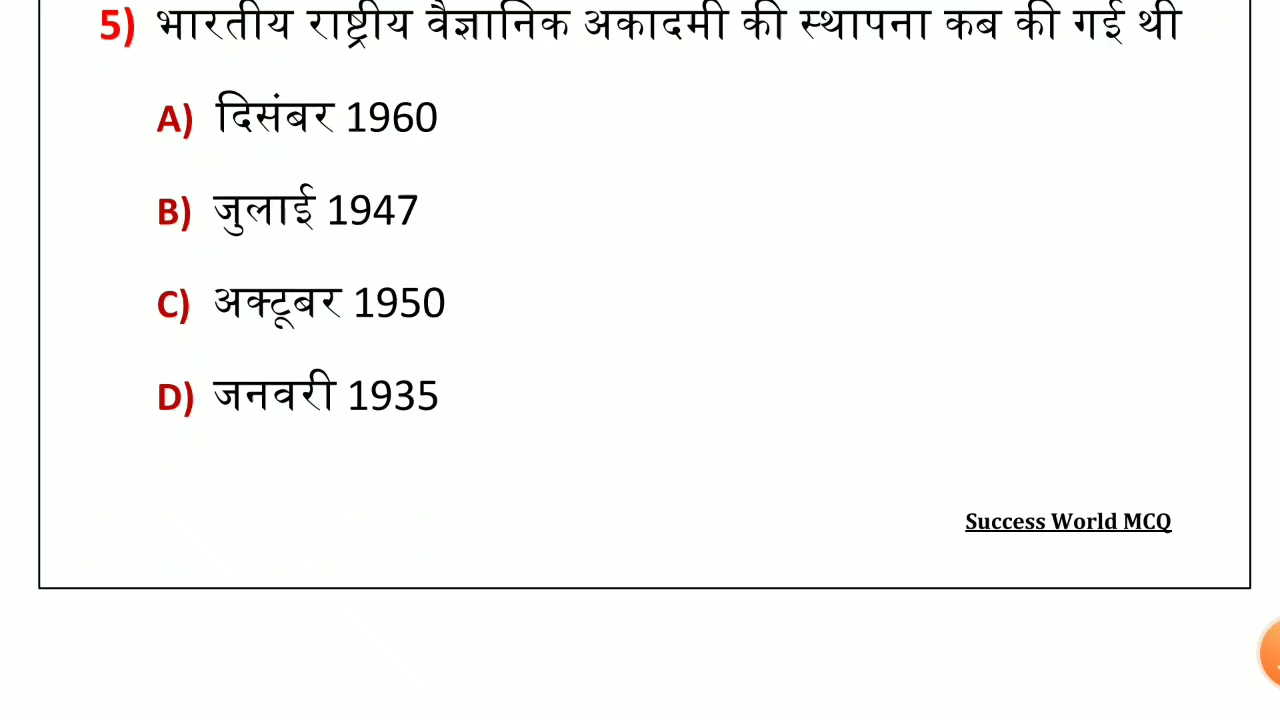 5) भारतीय राष्ट्रीय वैज्ञानिक अकादमी की स्थापना कब की गई थी
A) दिसंबर 1960
B) जुलाई 1947
C) अक्टूबर 1950
D) जनवरी 1935
Success World MCQ